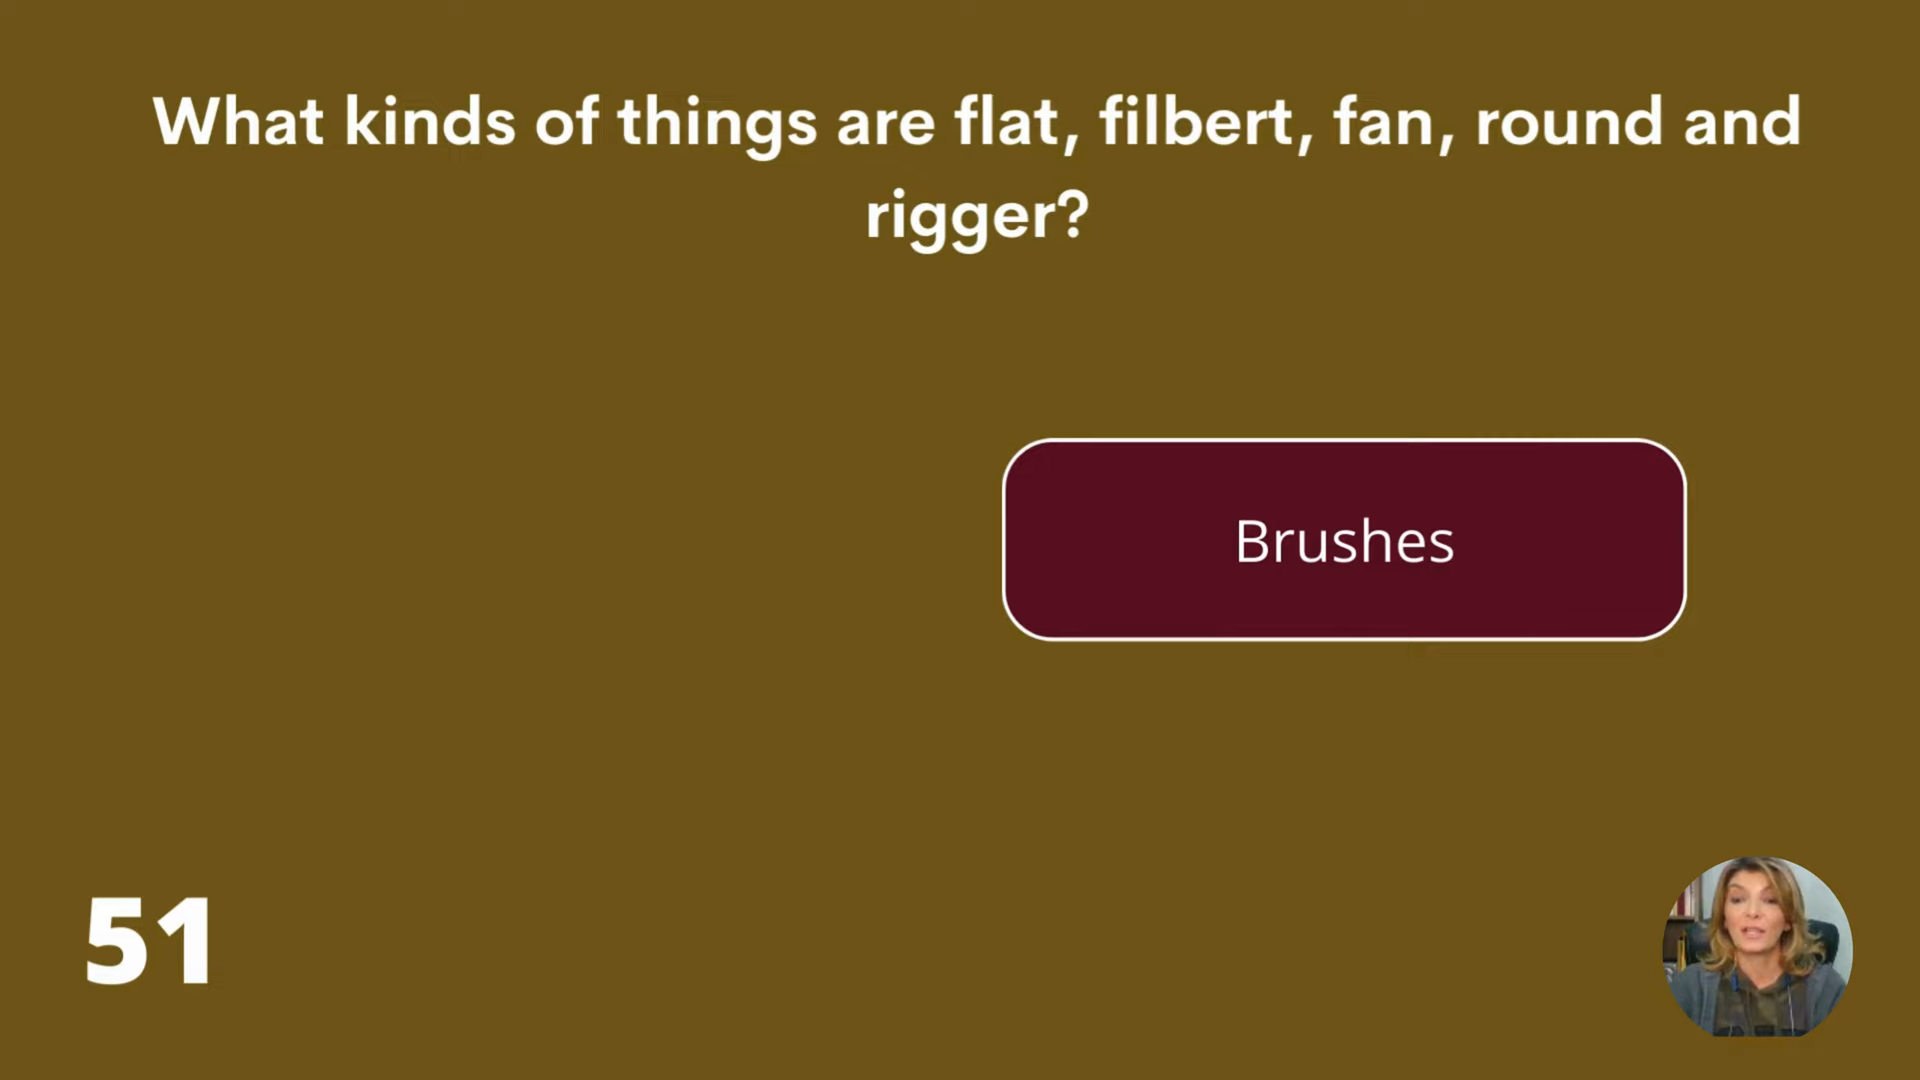 What kinds of things are flat, filbert, fan, round and
rigger?
Brushes
51